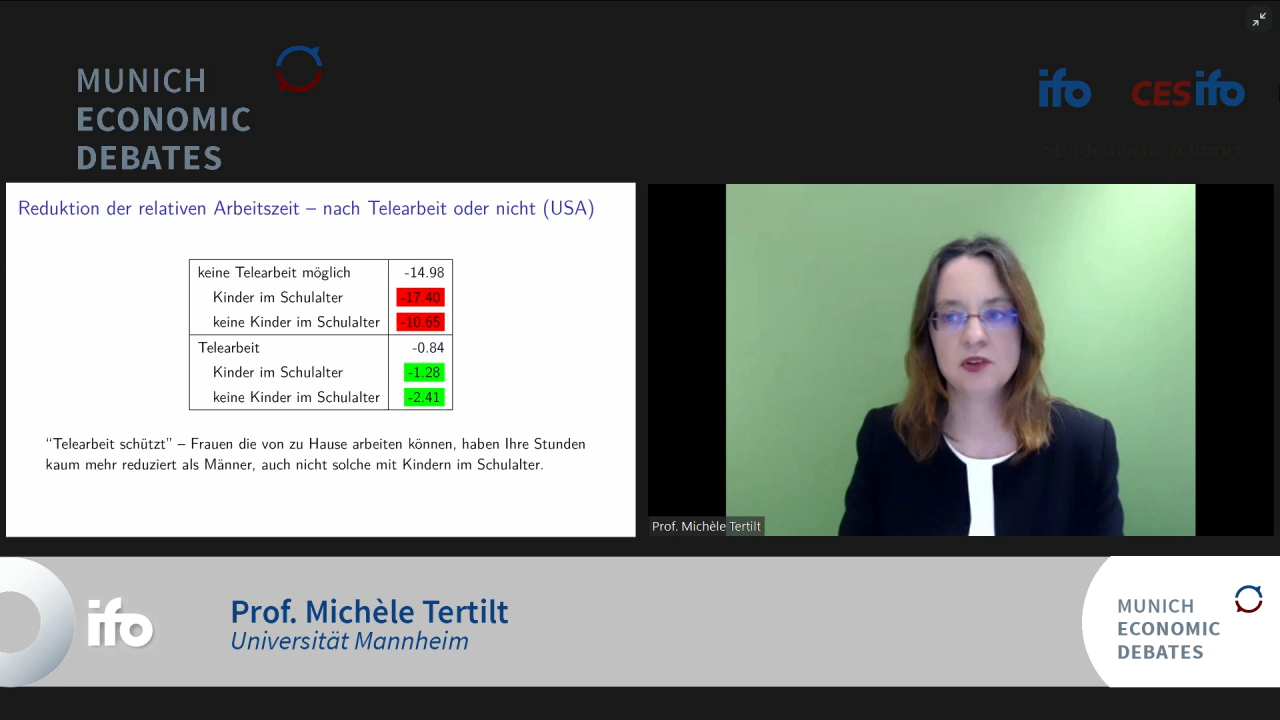 MUNICH
ECONOMIC
DEBATES
ifo
CESifo
Reduktion der relativen Arbeitszeit – nach Telearbeit oder nicht (USA)
keine Telearbeit möglich -14.98
Kinder im Schulalter -17.40
keine Kinder im Schulalter -10.65
Telearbeit -0.84
Kinder im Schulalter -1.28
keine Kinder im Schulalter -2.41
“Telearbeit schützt” – Frauen die von zu Hause arbeiten können, haben Ihre Stunden
kaum mehr reduziert als Männer, auch nicht solche mit Kindern im Schulalter.
Prof. Michèle Tertilt
ifo
Prof. Michèle Tertilt
Universität Mannheim
MUNICH
ECONOMIC
DEBATES